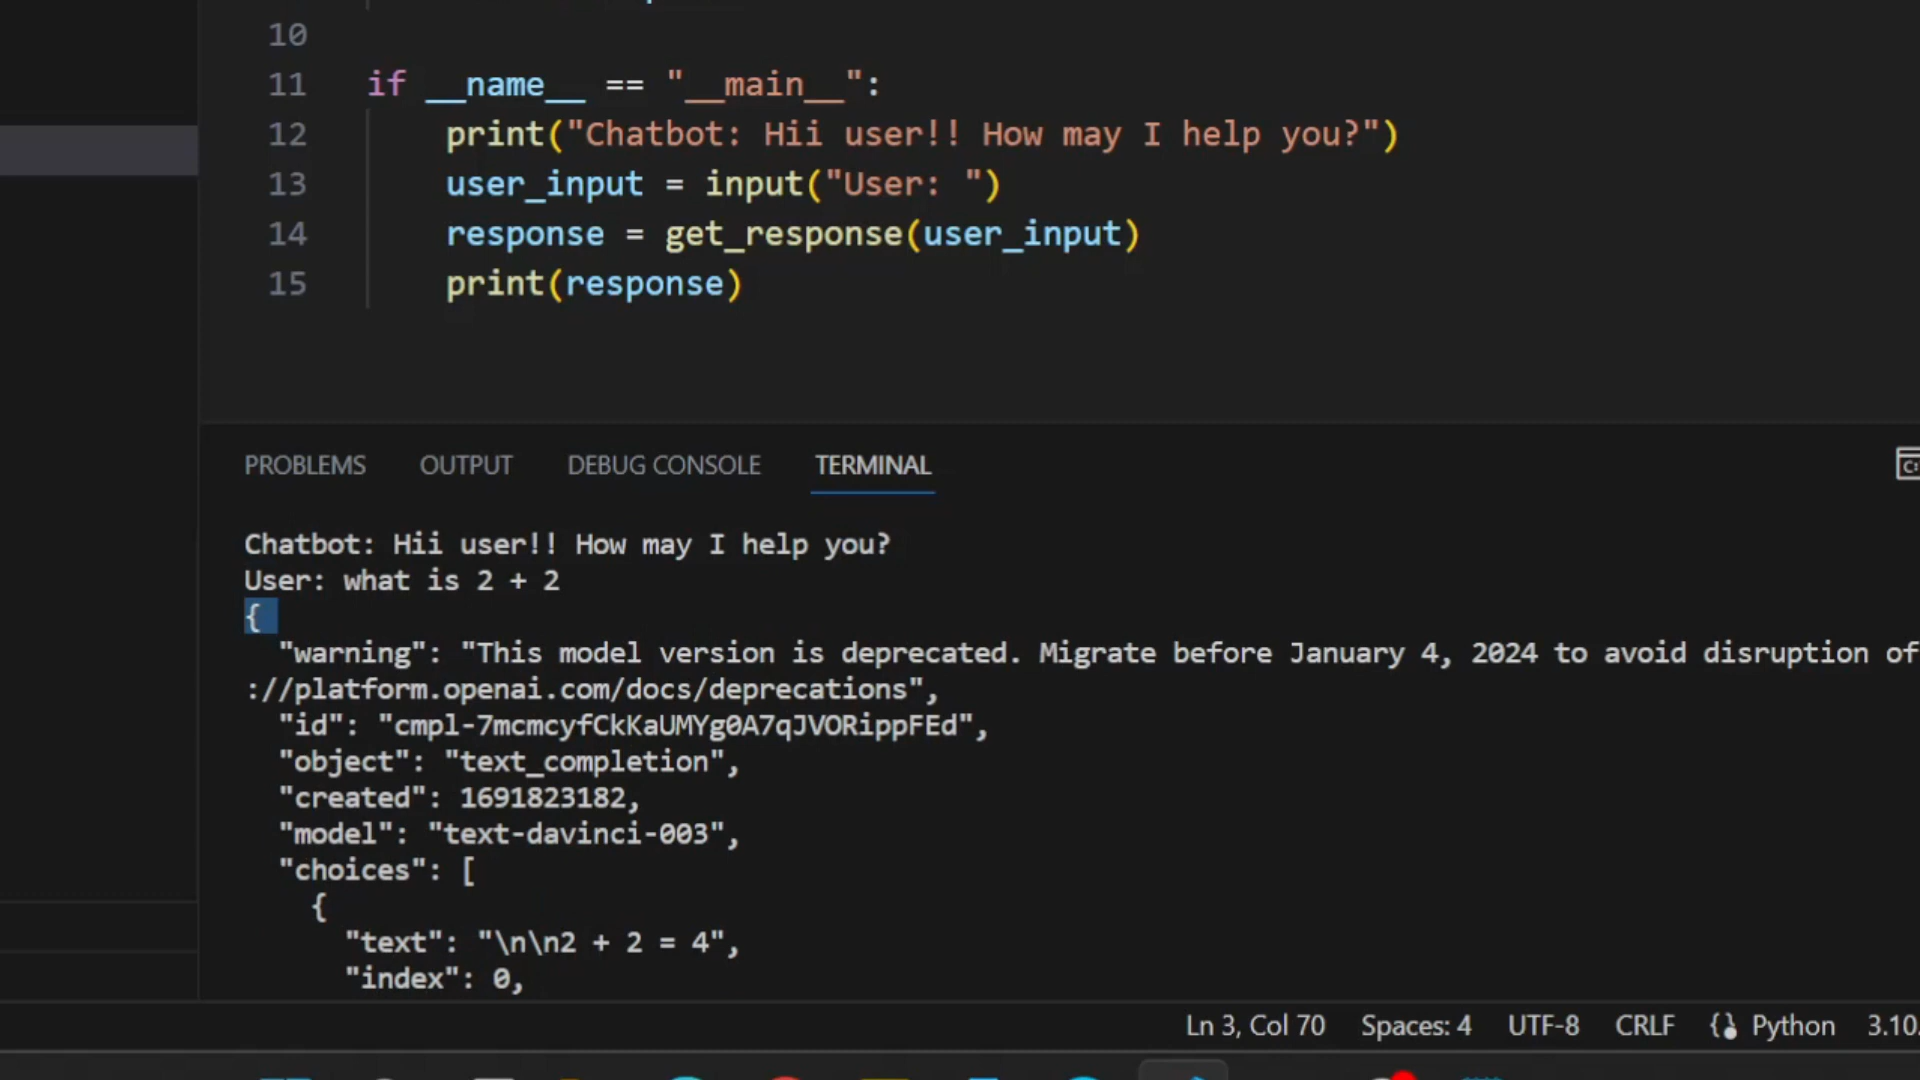 10
11 if __name__ == "__main__":
12 print("Chatbot: Hii user!! How may I help you?")
13 user_input = input("User: ")
14 response = get_response(user_input)
15 print(response)
PROBLEMS OUTPUT DEBUG CONSOLE TERMINAL
Chatbot: Hii user!! How may I help you?
User: what is 2 + 2
{
"warning": "This model version is deprecated. Migrate before January 4, 2024 to avoid disruption of
://platform.openai.com/docs/deprecations",
"id": "cmpl-7mcmcyfCkKaUMYg0A7qJVORippFEd",
"object": "text_completion",
"created": 1691823182,
"model": "text-davinci-003",
"choices": [
{
"text": "\n\n2 + 2 = 4",
"index": 0,
Ln 3, Col 70 Spaces: 4 UTF-8 CRLF Python 3.10.